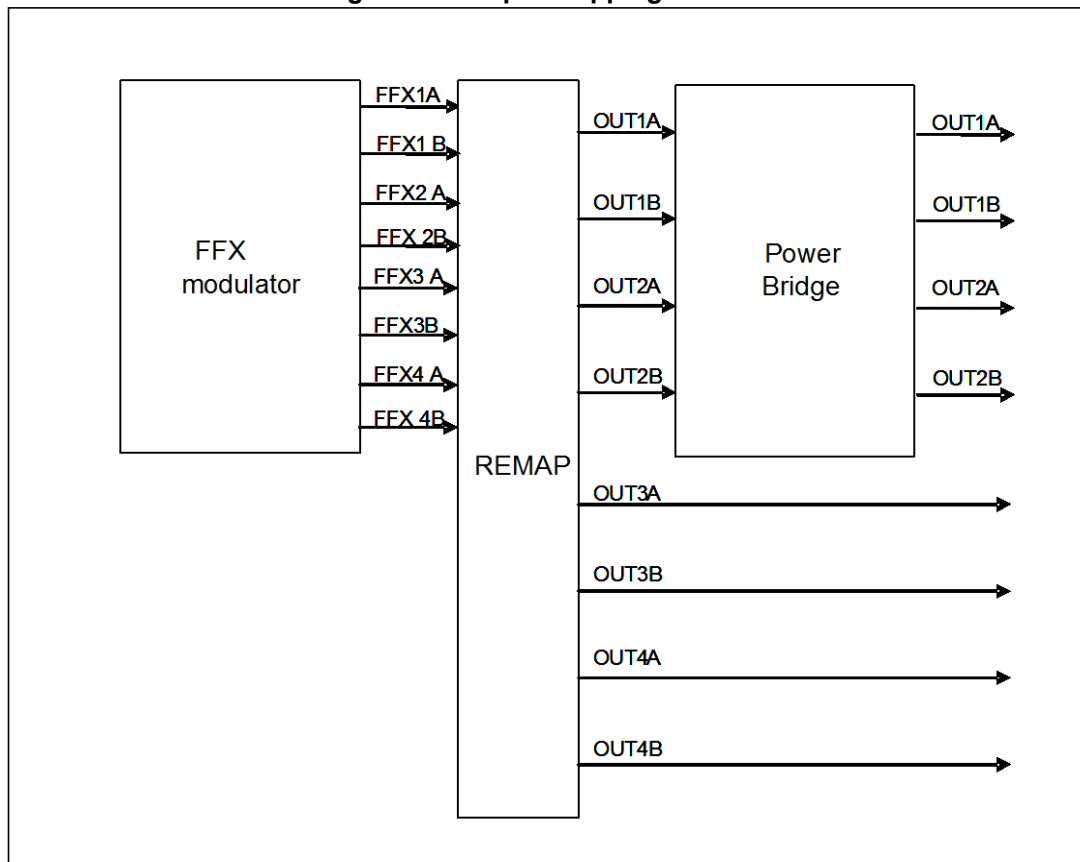 FFX
modulator
FFX1A
FFX1 B
FFX2 A
FFX 2B
FFX3 A
FFX3B
FFX4 A
FFX 4B
REMAP
OUT1A
OUT1B
OUT2A
OUT2B
OUT3A
OUT3B
OUT4A
OUT4B
Power
Bridge
OUT1A
OUT1B
OUT2A
OUT2B